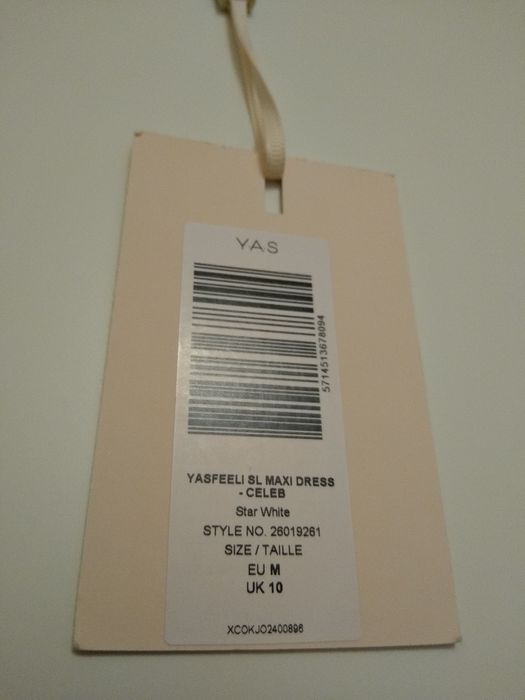 YAS
5714513678094
YASFEELI SL MAXI DRESS
- CELEB
Star White
STYLE NO. 26019261
SIZE / TAILLE
EU M
UK 10
XCOKJO2400896